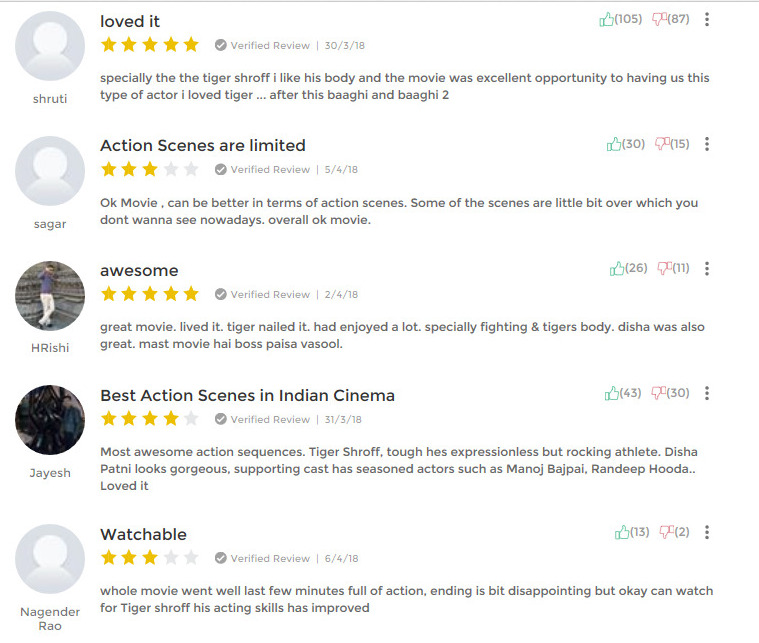 loved it
(105) (87)
Verified Review | 30/3/18
specially the the tiger shroff i like his body and the movie was excellent opportunity to having us this
type of actor i loved tiger ... after this baaghi and baaghi 2
shruti
Action Scenes are limited
(30) (15)
Verified Review | 5/4/18
Ok Movie , can be better in terms of action scenes. Some of the scenes are little bit over which you
dont wanna see nowadays. overall ok movie.
sagar
awesome
(26) (11)
Verified Review | 2/4/18
great movie. lived it. tiger nailed it. had enjoyed a lot. specially fighting & tigers body. disha was also
great. mast movie hai boss paisa vasool.
HRishi
Best Action Scenes in Indian Cinema
(43) (30)
Verified Review | 31/3/18
Most awesome action sequences. Tiger Shroff, tough hes expressionless but rocking athlete. Disha
Patni looks gorgeous, supporting cast has seasoned actors such as Manoj Bajpai, Randeep Hooda..
Loved it
Jayesh
Watchable
(13) (2)
Verified Review | 6/4/18
whole movie went well last few minutes full of action, ending is bit disappointing but okay can watch
for Tiger shroff his acting skills has improved
Nagender
Rao